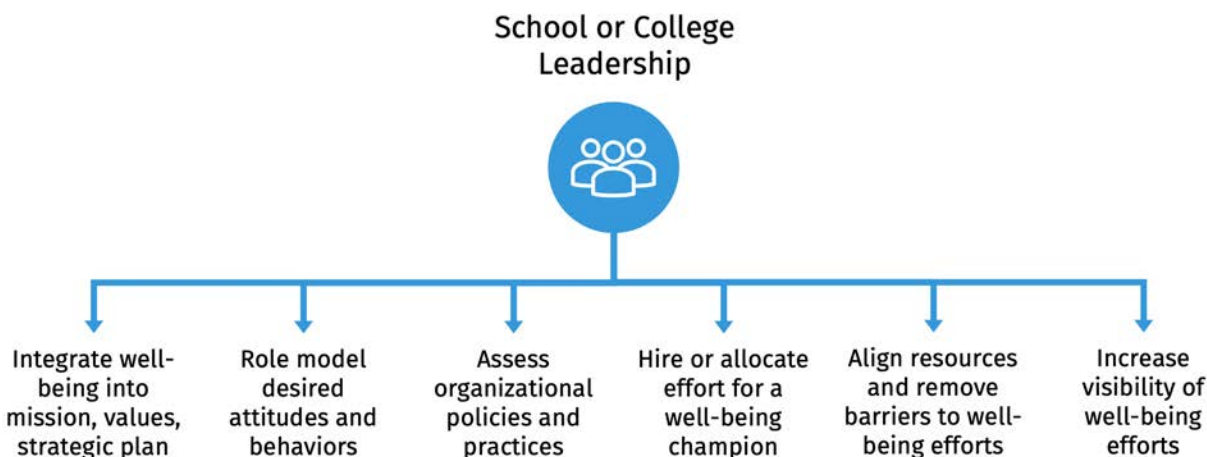 School or College
Leadership
Integrate well-
being into
mission, values,
strategic plan
Role model
desired
attitudes and
behaviors
Assess
organizational
policies and
practices
Hire or allocate
effort for a
well-being
champion
Align resources
and remove
barriers to well-
being efforts
Increase
visibility of
well-being
efforts